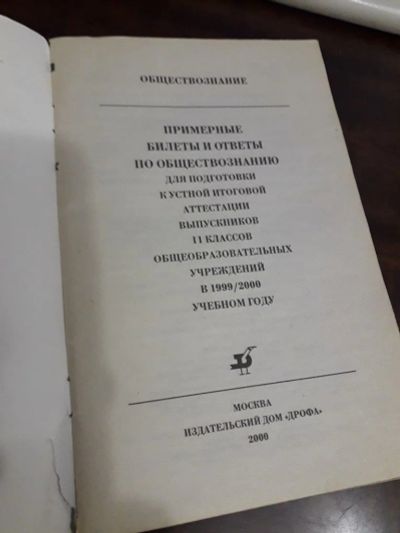 ОБЩЕСТВОЗНАНИЕ
ПРИМЕРНЫЕ
БИЛЕТЫ И ОТВЕТЫ
ПО ОБЩЕСТВОЗНАНИЮ
ДЛЯ ПОДГОТОВКИ
К УСТНОЙ ИТОГОВОЙ
АТТЕСТАЦИИ
ВЫПУСКНИКОВ
11 КЛАССОВ
ОБЩЕОБРАЗОВАТЕЛЬНЫХ
УЧРЕЖДЕНИЙ
В 1999/2000
УЧЕБНОМ ГОДУ
МОСКВА
ИЗДАТЕЛЬСКИЙ ДОМ «ДРОФА»
2000